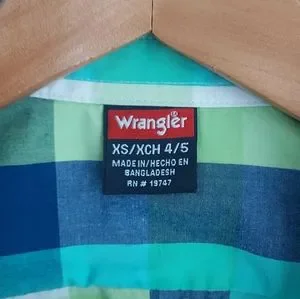 Wrangler
XS/XCH 4/5
MADE IN/HECHO EN
BANGLADESH
RN # 19747